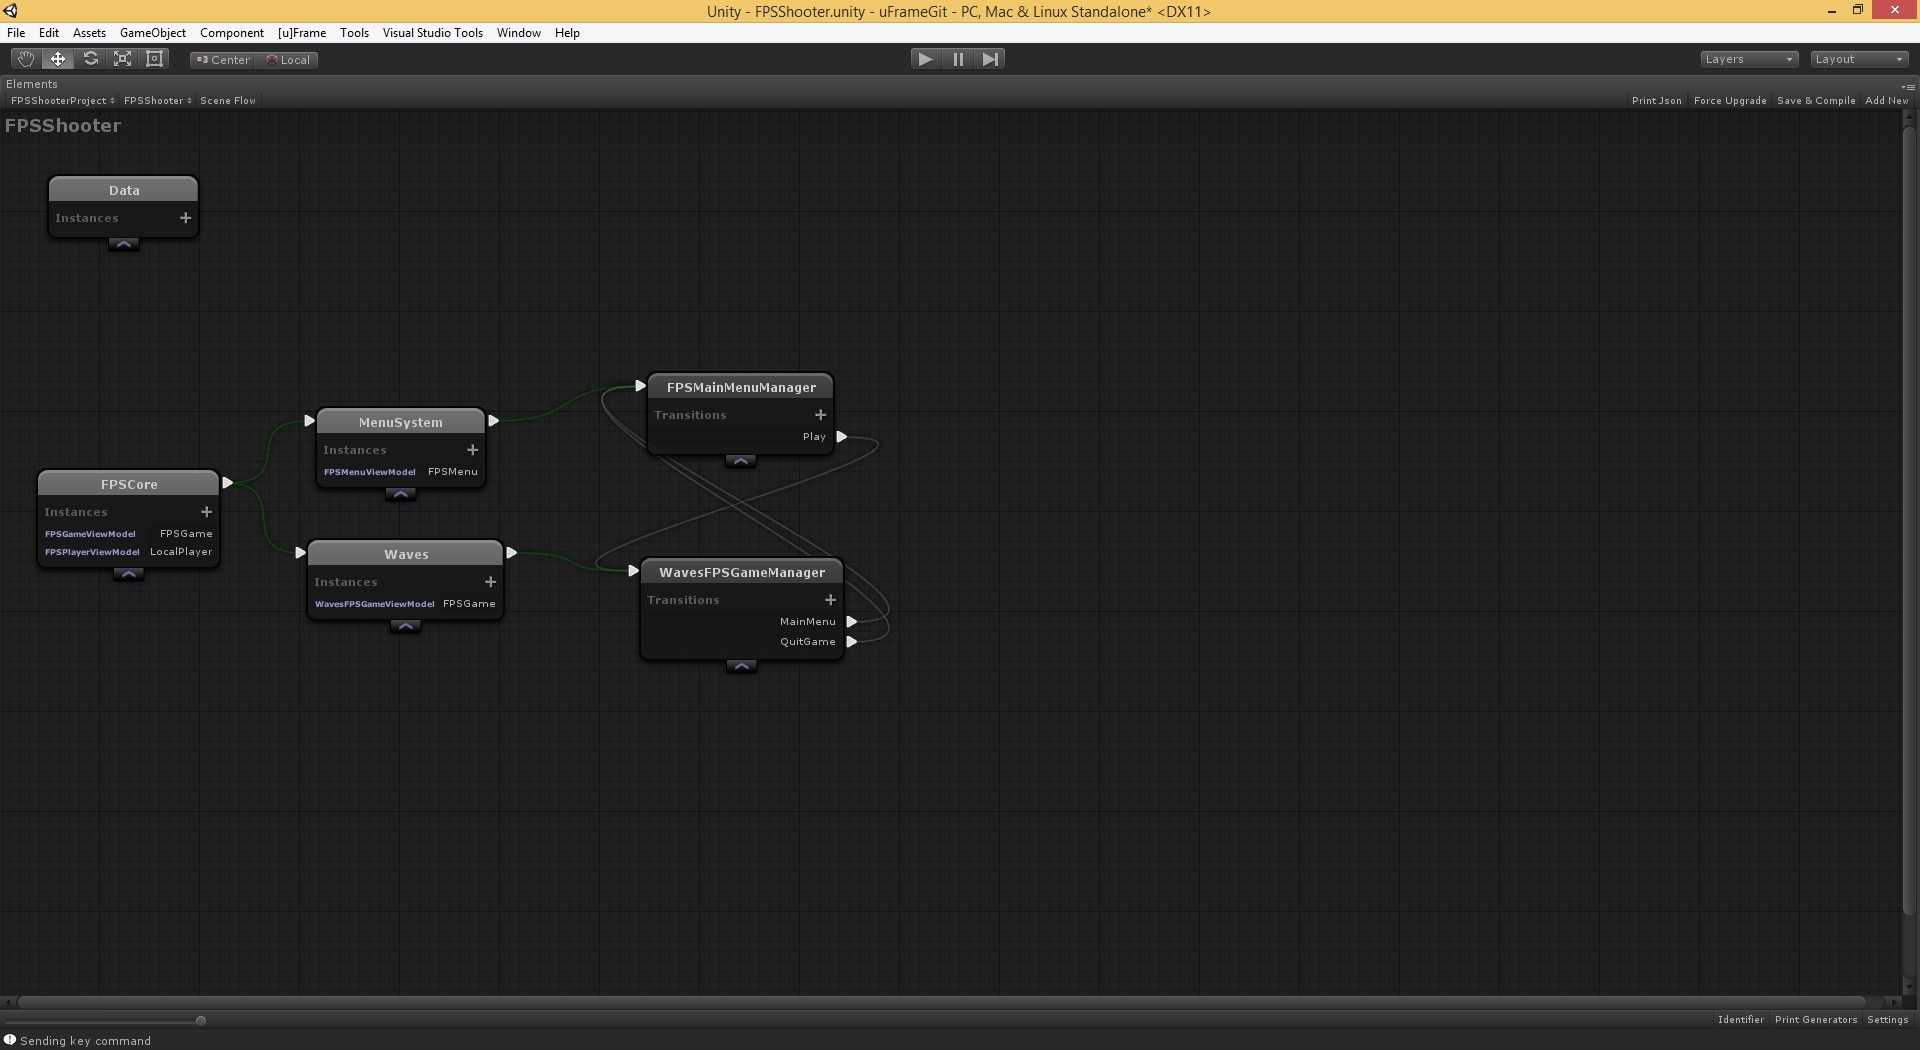 Unity - FPSShooter.unity - uFrameGit - PC, Mac & Linux Standalone* <DX11>
File Edit Assets GameObject Component [u]Frame Tools Visual Studio Tools Window Help
Center Local Layers Layout
Elements
FPSShooterProject FPSShooter Scene Flow Print Json Force Upgrade Save & Compile Add New
FPSShooter
Data
Instances
FPSMainMenuManager
Transitions
Play
MenuSystem
Instances
FPSMenuViewModel FPSMenu
FPSCore
Instances
FPSGameViewModel FPSGame
FPSPlayerViewModel LocalPlayer
Waves
Instances
WavesFPSGameViewModel FPSGame
WavesFPSGameManager
Transitions
MainMenu
QuitGame
Identifier Print Generators Settings
Sending key command